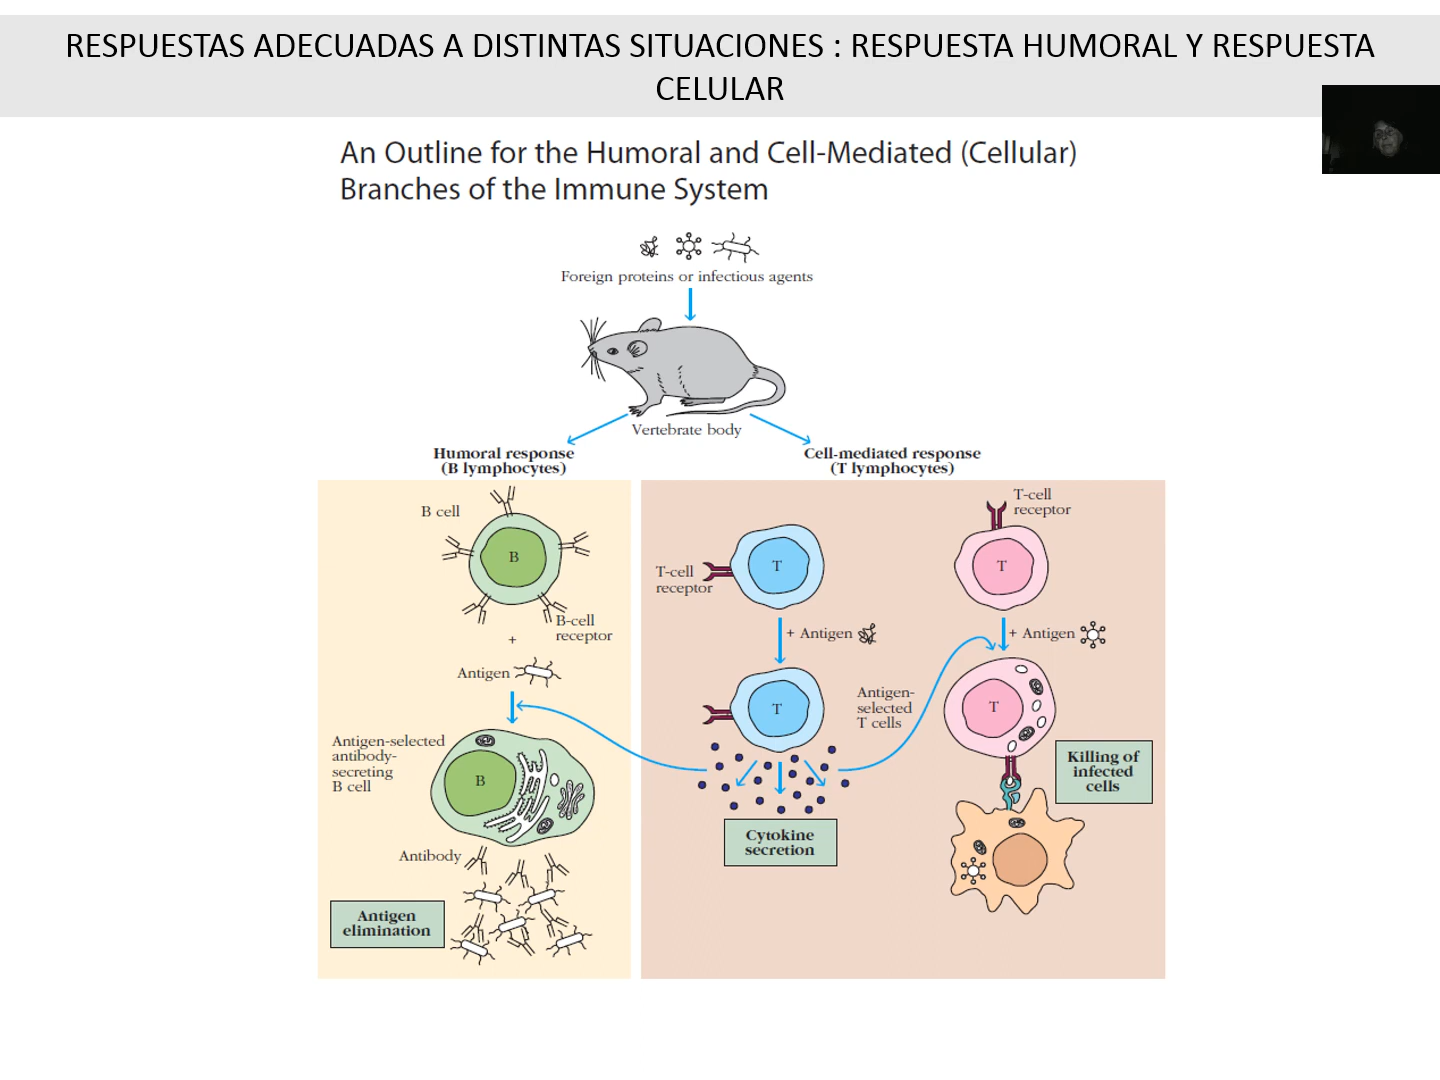 RESPUESTAS ADECUADAS A DISTINTAS SITUACIONES : RESPUESTA HUMORAL Y RESPUESTA
CELULAR
An Outline for the Humoral and Cell-Mediated (Cellular)
Branches of the Immune System
Foreign proteins or infectious agents
Vertebrate body
Humoral response
(B lymphocytes)
B cell
B
B-cell
receptor
+
Antigen
Antigen-selected
antibody-
secreting
B cell
B
Antibody
Antigen
elimination
Cell-mediated response
(T lymphocytes)
T-cell
receptor
T
+ Antigen
T
Antigen-
selected
T cells
Cytokine
secretion
T-cell
receptor
T
+ Antigen
T
Killing of
infected
cells